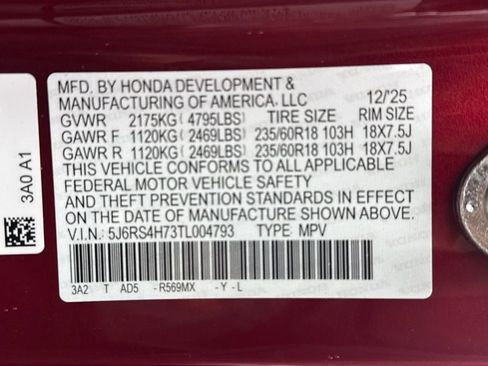 MFD. BY HONDA DEVELOPMENT &
MANUFACTURING OF AMERICA, LLC 12/'25
GVWR 2175KG (4795LBS) TIRE SIZE RIM SIZE
GAWR F 1120KG (2469LBS) 235/60R18 103H 18X7.5J
GAWR R 1120KG (2469LBS) 235/60R18 103H 18X7.5J
THIS VEHICLE CONFORMS TO ALL APPLICABLE
FEDERAL MOTOR VEHICLE SAFETY
AND THEFT PREVENTION STANDARDS IN EFFECT
ON THE DATE OF MANUFACTURE SHOWN ABOVE.
V.I.N.: 5J6RS4H73TL004793 TYPE: MPV
3A2 T AD5 - R569MX - Y - L
3A0 A1